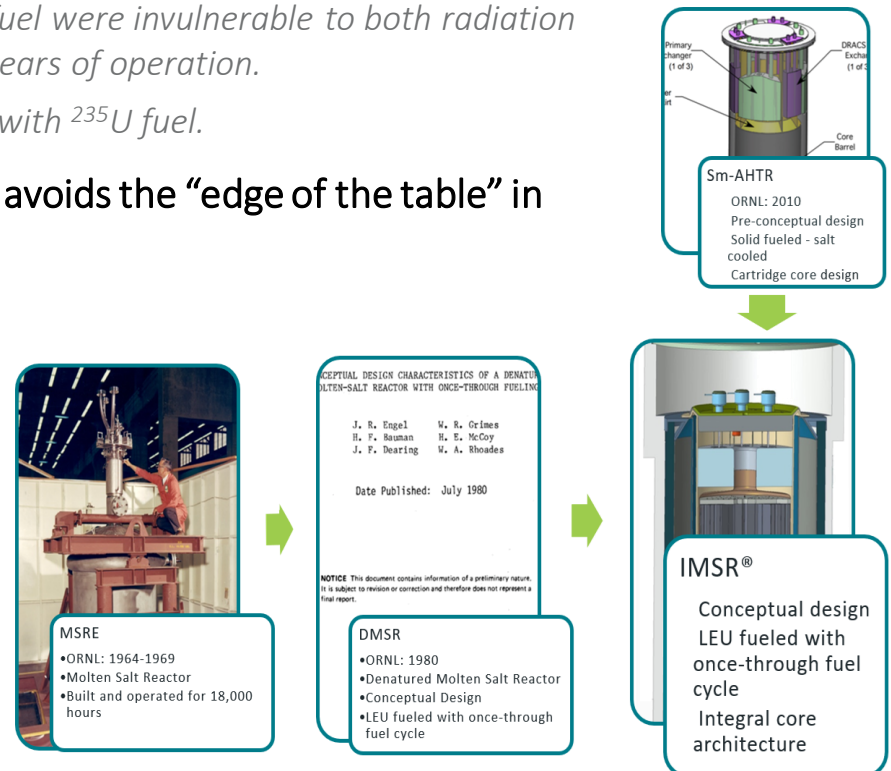 fuel were invulnerable to both radiation
ears of operation.
with ²³⁵U fuel.
avoids the “edge of the table” in
Primary
changer
(1 of 3)
DRACS
Excha
(1 of 3
er
irt
Core
Barrel
Sm-AHTR
ORNL: 2010
Pre-conceptual design
Solid fueled - salt
cooled
Cartridge core design
CEPTUAL DESIGN CHARACTERISTICS OF A DENATU
OLTEN-SALT REACTOR WITH ONCE-THROUGH FUELING
J. R. Engel W. R. Grimes
H. F. Bauman H. E. McCoy
J. F. Dearing W. A. Rhoades
Date Published: July 1980
NOTICE This document contains information of a preliminary nature.
It is subject to revision or correction and therefore does not represent a
final report.
MSRE
•ORNL: 1964-1969
•Molten Salt Reactor
•Built and operated for 18,000
hours
DMSR
•ORNL: 1980
•Denatured Molten Salt Reactor
•Conceptual Design
•LEU fueled with once-through
fuel cycle
IMSR®
Conceptual design
LEU fueled with
once-through fuel
cycle
Integral core
architecture